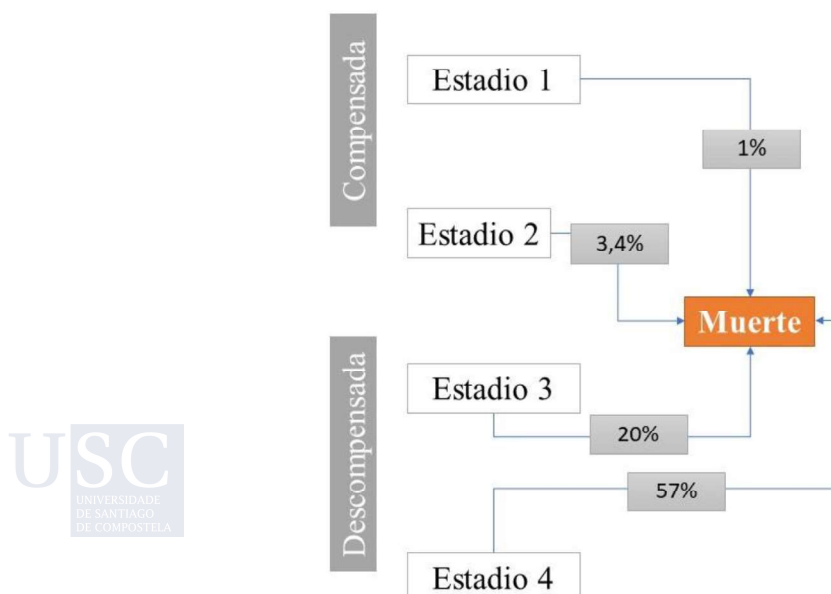 Compensada
Estadio 1
1%
Estadio 2
3,4%
Muerte
Descompensada
Estadio 3
20%
57%
Estadio 4
USC
UNIVERSIDADE
DE SANTIAGO
DE COMPOSTELA